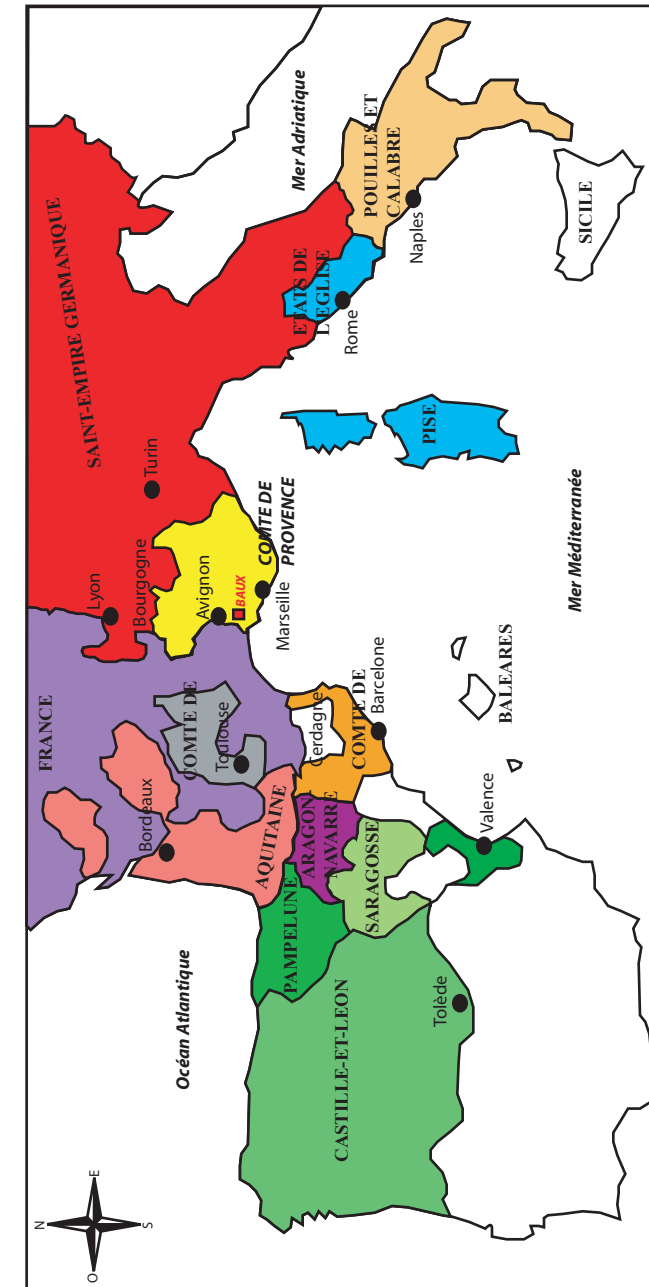 N
O
E
S
Océan Atlantique
FRANCE
Lyon
SAINT-EMPIRE GERMANIQUE
Bourgogne
Turin
Bordeaux
COMTE DE
Toulouse
Avignon
BAUX
COMTE DE
PROVENCE
Marseille
Mer Adriatique
AQUITAINE
Cerdagne
PAMPELUNE
ARAGON
NAVARRE
COMTE DE
Barcelone
ETATS DE
L'EGLISE
Rome
POUILLES ET
CALABRE
Naples
CASTILLE-ET-LEON
SARAGOSSE
PISE
Tolède
Valence
BALEARES
Mer Méditerranée
SICILE